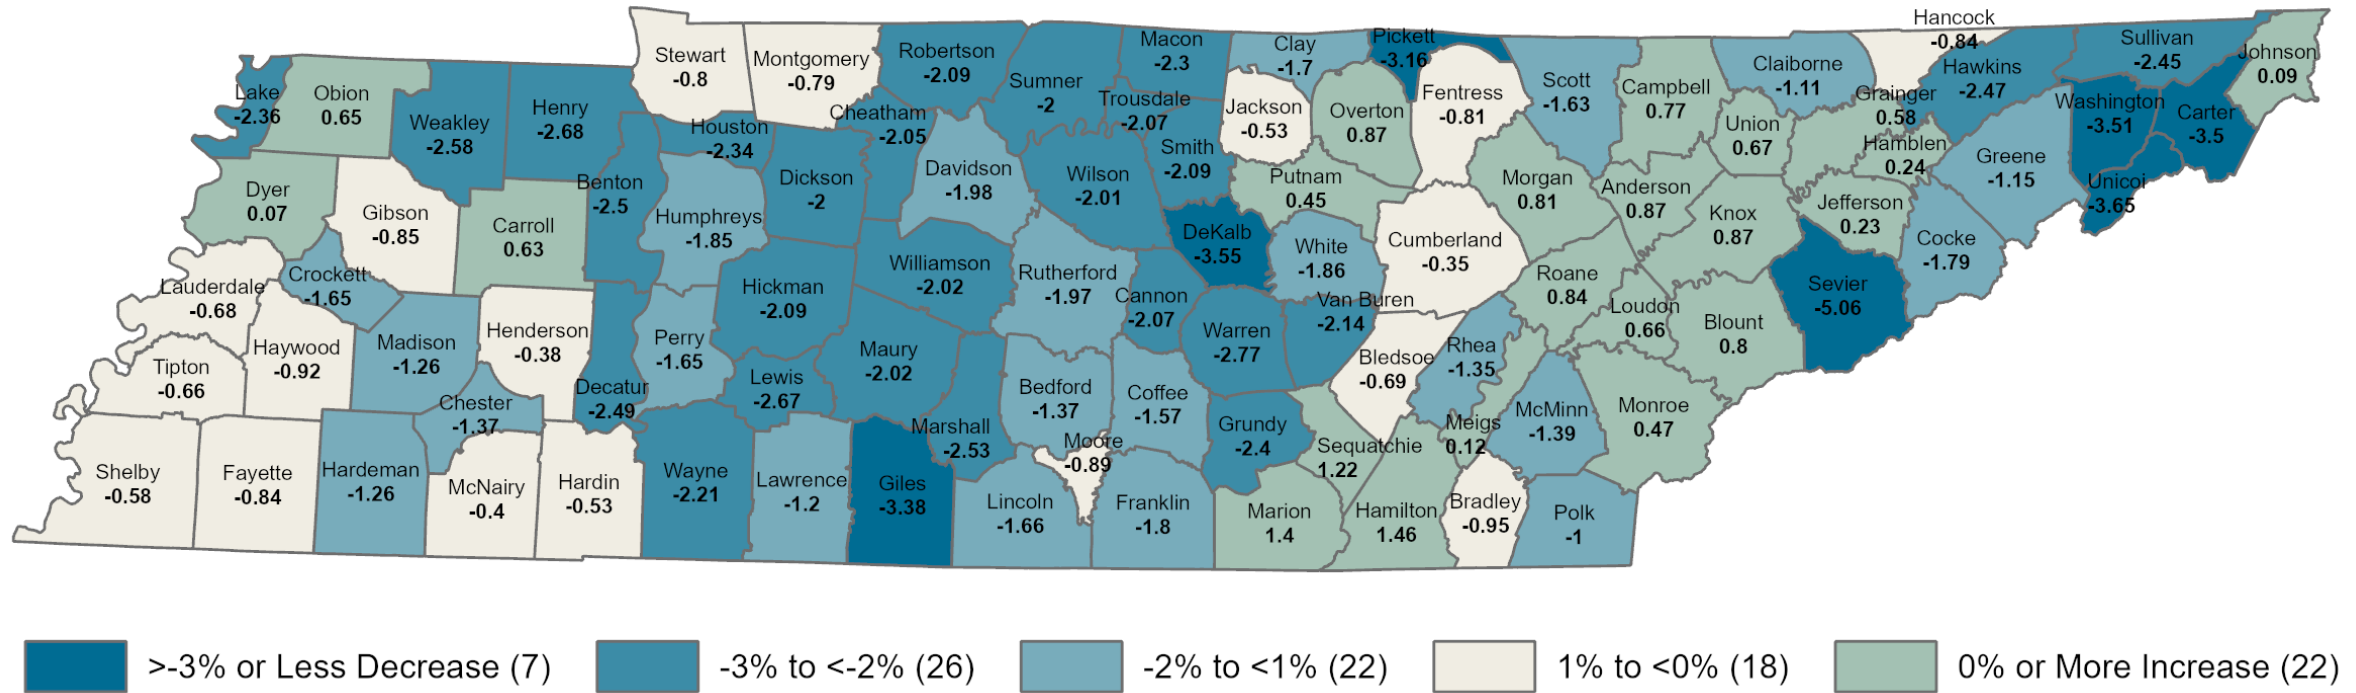 Hancock
-0.84
Stewart
-0.8
Montgomery
-0.79
Robertson
-2.09
Sumner
-2
Macon
-2.3
Clay
-1.7
Pickett
-3.16
Scott
-1.63
Campbell
0.77
Claiborne
-1.11
Hawkins
-2.47
Sullivan
-2.45
Johnson
0.09
Lake
-2.36
Obion
0.65
Weakley
-2.58
Henry
-2.68
Houston
-2.34
Cheatham
-2.05
Trousdale
-2.07
Jackson
-0.53
Overton
0.87
Fentress
-0.81
Union
0.67
Grainger
0.58
Hamblen
0.24
Greene
-1.15
Washington
-3.51
Carter
-3.5
Unicoi
-3.65
Dyer
0.07
Gibson
-0.85
Carroll
0.63
Benton
-2.5
Humphreys
-1.85
Dickson
-2
Davidson
-1.98
Wilson
-2.01
Smith
-2.09
Putnam
0.45
Morgan
0.81
Anderson
0.87
Knox
0.87
Jefferson
0.23
Cocke
-1.79
DeKalb
-3.55
White
-1.86
Cumberland
-0.35
Lauderdale
-0.68
Crockett
-1.65
Hickman
-2.09
Williamson
-2.02
Rutherford
-1.97
Cannon
-2.07
Van Buren
-2.14
Roane
0.84
Loudon
0.66
Blount
0.8
Sevier
-5.06
Tipton
-0.66
Haywood
-0.92
Madison
-1.26
Henderson
-0.38
Decatur
-2.49
Perry
-1.65
Lewis
-2.67
Maury
-2.02
Warren
-2.77
Bledsoe
-0.69
Rhea
-1.35
Chester
-1.37
Marshall
-2.53
Bedford
-1.37
Coffee
-1.57
Moore
-0.89
Grundy
-2.4
Sequatchie
1.22
Meigs
0.12
McMinn
-1.39
Monroe
0.47
Shelby
-0.58
Fayette
-0.84
Hardeman
-1.26
McNairy
-0.4
Hardin
-0.53
Wayne
-2.21
Lawrence
-1.2
Giles
-3.38
Lincoln
-1.66
Franklin
-1.8
Marion
1.4
Hamilton
1.46
Bradley
-0.95
Polk
-1
>-3% or Less Decrease (7)
-3% to <-2% (26)
-2% to <1% (22)
1% to <0% (18)
0% or More Increase (22)